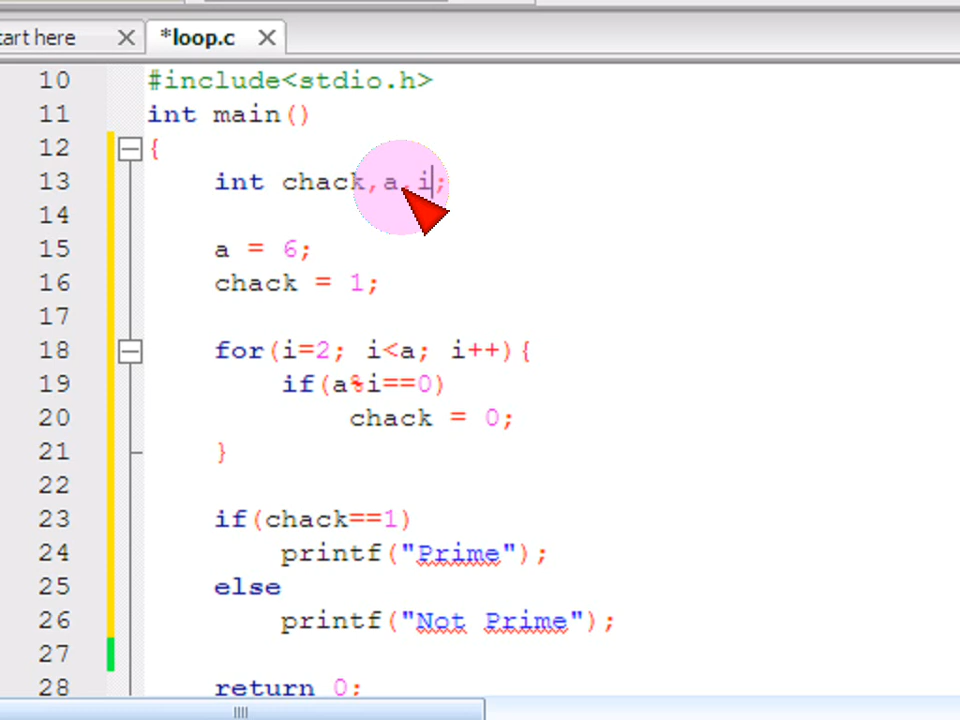 tart here *loop.c
10 #include<stdio.h>
11 int main()
12 {
13 int chack,a,i;
14
15 a = 6;
16 chack = 1;
17
18 for(i=2; i<a; i++){
19 if(a%i==0)
20 chack = 0;
21 }
22
23 if(chack==1)
24 printf("Prime");
25 else
26 printf("Not Prime");
27
28 return 0;